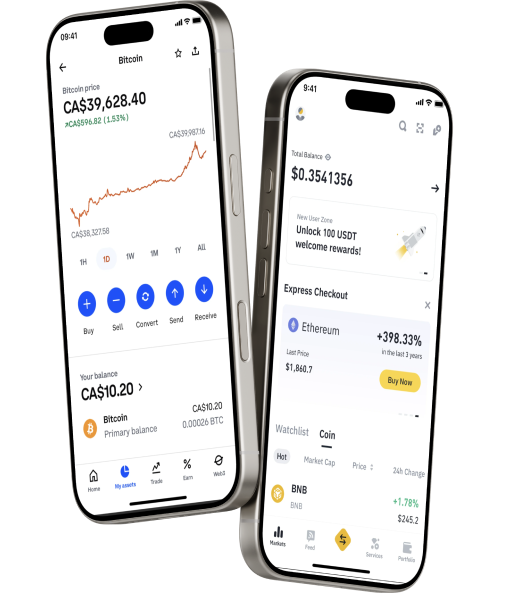 09:41
Bitcoin
Bitcoin price
CA$39,628.40
↗CA$596.82 (1.53%)
CA$39,987.16
CA$38,327.58
1H 1D 1W 1M 1Y All
Buy Sell Convert Send Receive
Your balance
CA$10.20 >
Bitcoin CA$10.20
Primary balance 0.00026 BTC
Home My assets Trade Earn Web3
9:41
Total Balance
$0.3541356
New User Zone
Unlock 100 USDT
welcome rewards!
Express Checkout
Ethereum +398.33%
in the last 3 years
Last Price
$1,860.7
Buy Now
Watchlist Coin
Hot Market Cap Price 24h Change
BNB +1.78%
BNB $245.2
Markets Feed Services Portfolio